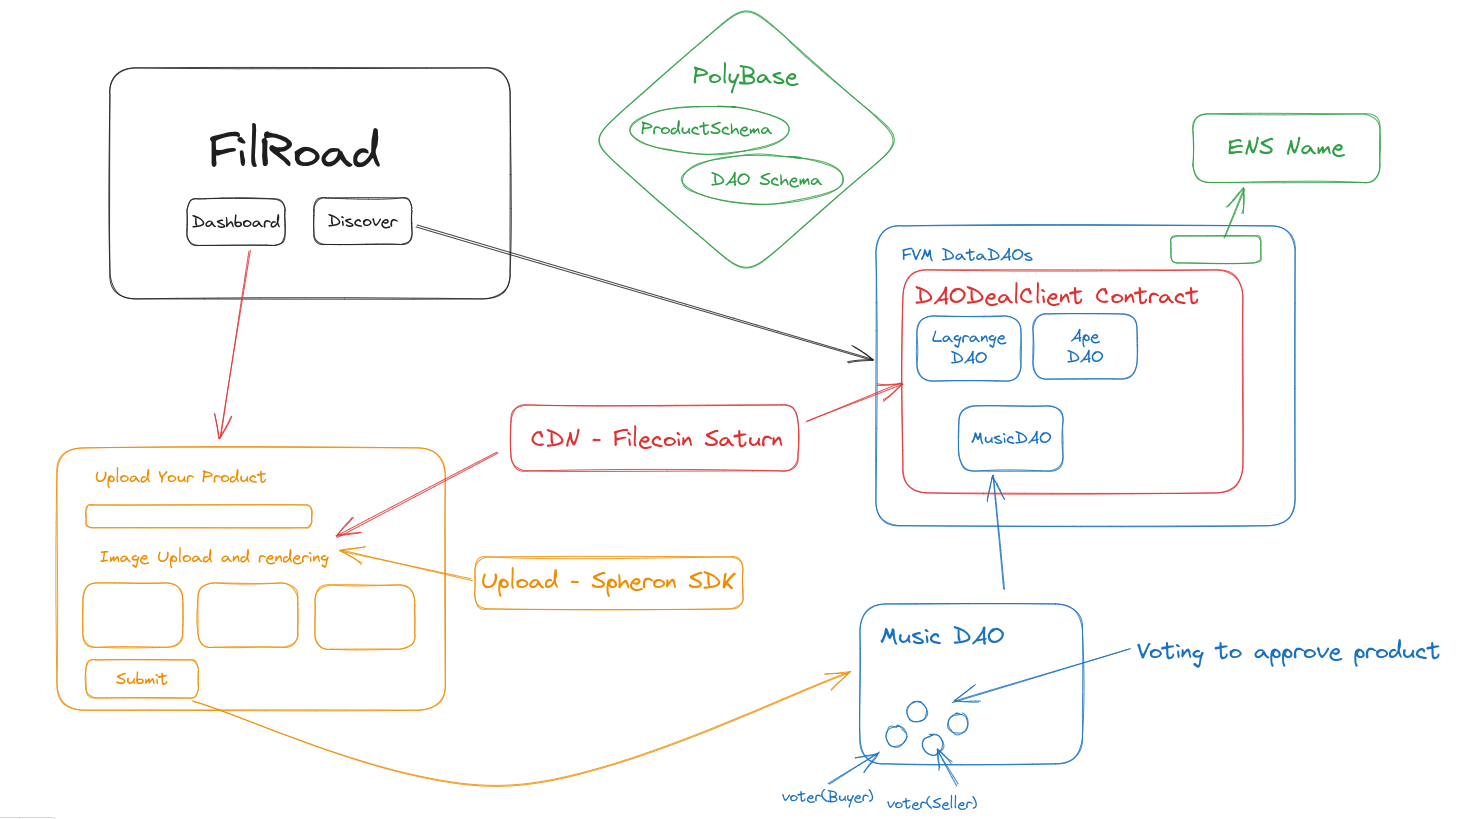 FilRoad
Dashboard
Discover
PolyBase
ProductSchema
DAO Schema
ENS Name
FVM DataDAOs
DAODealClient Contract
Lagrange
DAO
Ape
DAO
MusicDAO
CDN - Filecoin Saturn
Upload Your Product
Image Upload and rendering
Submit
Upload - Spheron SDK
Music DAO
Voting to approve product
voter(Buyer)
voter(Seller)